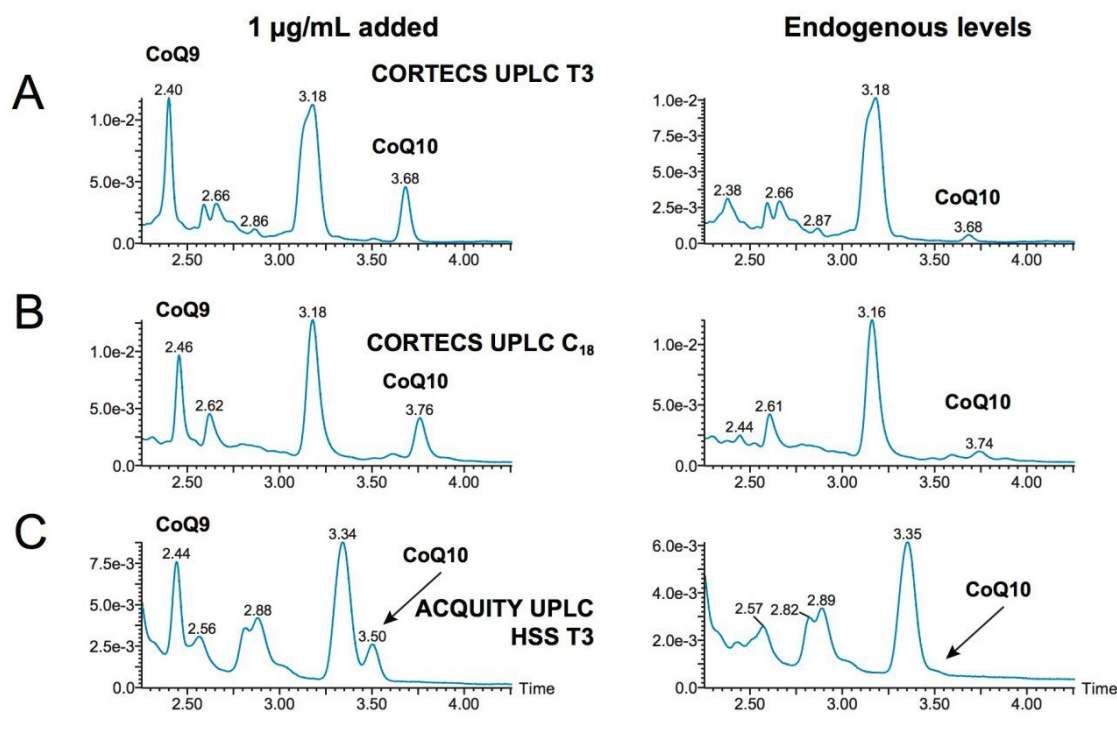 1 µg/mL added
Endogenous levels
A
CoQ9
CORTECS UPLC T3
2.40
3.18
CoQ10
3.68
2.66
2.86
1.0e-2
5.0e-3
0.0
2.50 3.00 3.50 4.00
3.18
CoQ10
2.38
2.66
2.87
3.68
1.0e-2
7.5e-3
5.0e-3
2.5e-3
0.0
2.50 3.00 3.50 4.00
B
CoQ9
3.18
CORTECS UPLC C₁₈
2.46
CoQ10
2.62
3.76
1.0e-2
5.0e-3
0.0
2.50 3.00 3.50 4.00
3.16
CoQ10
2.44
2.61
3.74
1.0e-2
5.0e-3
0.0
2.50 3.00 3.50 4.00
C
CoQ9
3.34
2.44
CoQ10
ACQUITY UPLC
HSS T3
2.56
2.88
3.50
7.5e-3
5.0e-3
2.5e-3
0.0
Time
2.50 3.00 3.50 4.00
3.35
CoQ10
2.57
2.82
2.89
6.0e-3
4.0e-3
2.0e-3
0.0
Time
2.50 3.00 3.50 4.00